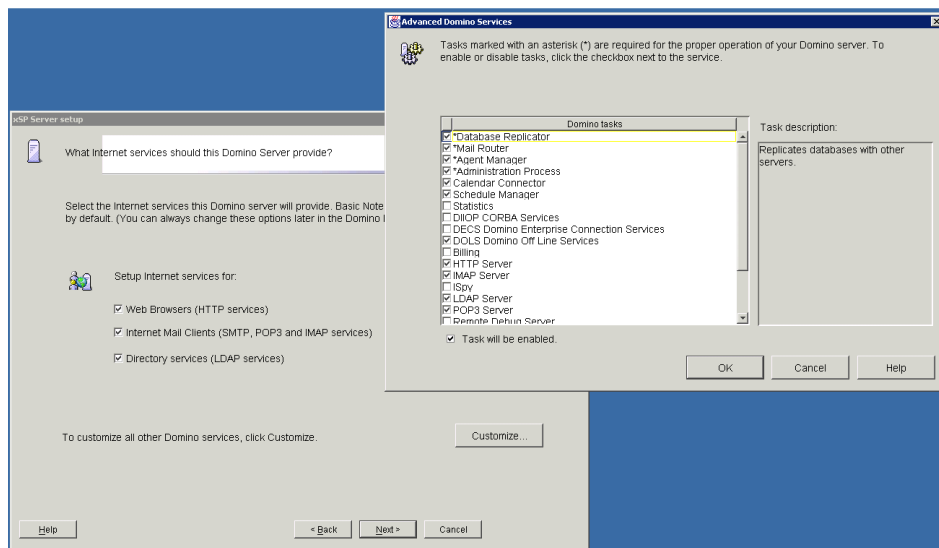 Advanced Domino Services
Tasks marked with an asterisk (*) are required for the proper operation of your Domino server. To
enable or disable tasks, click the checkbox next to the service.
Domino tasks
*Database Replicator
*Mail Router
*Agent Manager
*Administration Process
Calendar Connector
Schedule Manager
Statistics
DIIOP CORBA Services
DECS Domino Enterprise Connection Services
DOLS Domino Off Line Services
Billing
HTTP Server
IMAP Server
ISpy
LDAP Server
POP3 Server
Remote Debug Server
Task description:
Replicates databases with other
servers.
Task will be enabled.
OK
Cancel
Help
xSP Server setup
What Internet services should this Domino Server provide?
Select the Internet services this Domino server will provide. Basic Note
by default. (You can always change these options later in the Domino
Setup Internet services for:
Web Browsers (HTTP services)
Internet Mail Clients (SMTP, POP3 and IMAP services)
Directory services (LDAP services)
To customize all other Domino services, click Customize.
Customize...
Help
< Back
Next >
Cancel